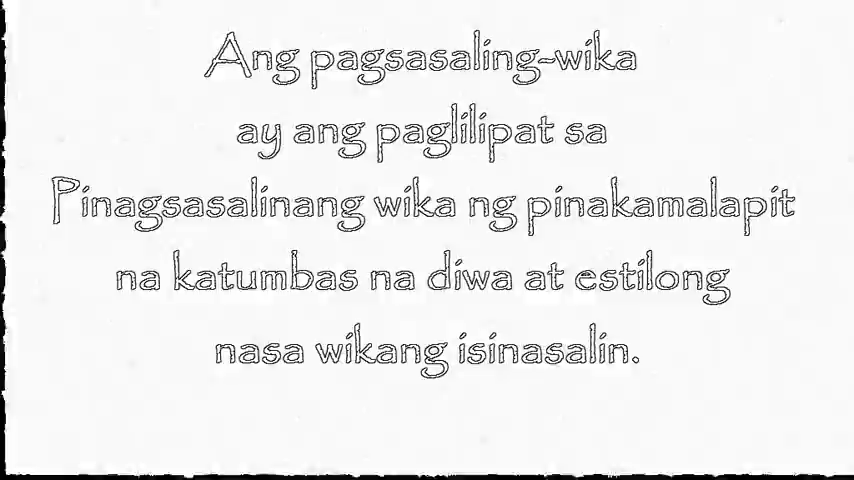 Ang pagsasaling-wika
ay ang paglilipat sa
Pinagsasalinang wika ng pinakamalapit
na katumbas na diwa at estilong
nasa wikang isinasalin.